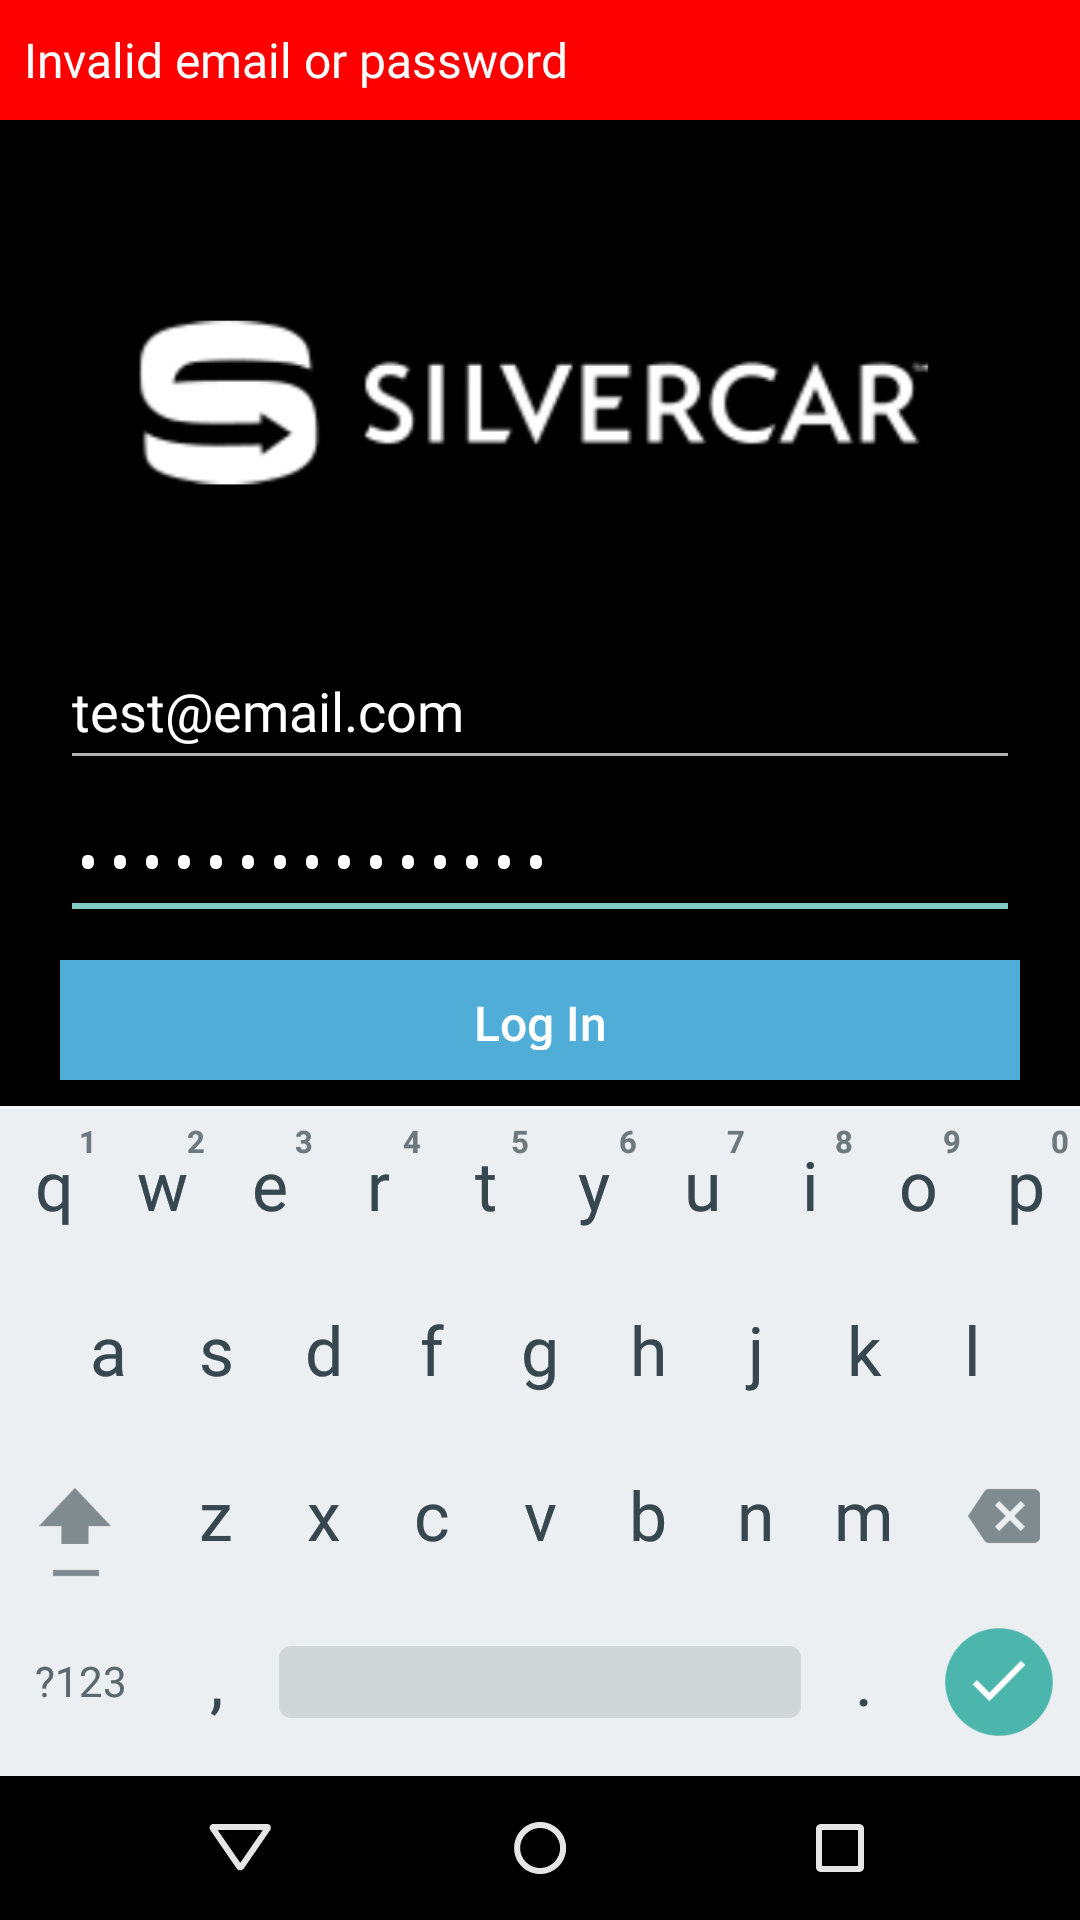 Invalid email or password
SILVERCAR™
test@email.com
•••••••••••••••
Log In
1 2 3 4 5 6 7 8 9 0
q w e r t y u i o p
a s d f g h j k l
z x c v b n m
?123 , .